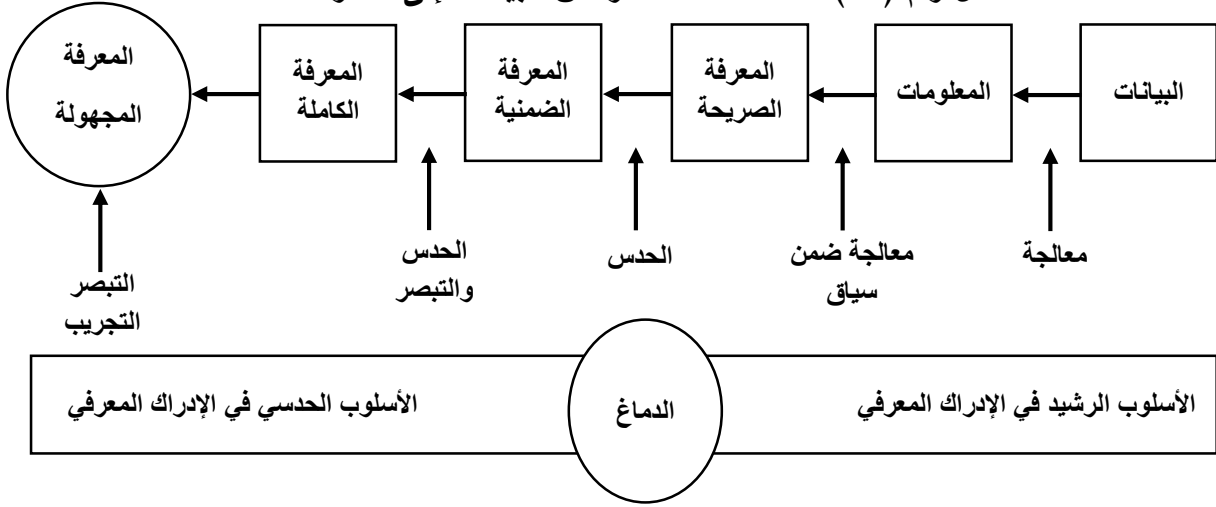 البيانات
المعلومات
المعرفة
الصريحة
المعرفة
الضمنية
المعرفة
الكاملة
المعرفة
المجهولة
معالجة
معالجة ضمن
سياق
الحدس
الحدس
والتبصر
التبصر
التجريب
الأسلوب الرشيد في الإدراك المعرفي
الدماغ
الأسلوب الحدسي في الإدراك المعرفي